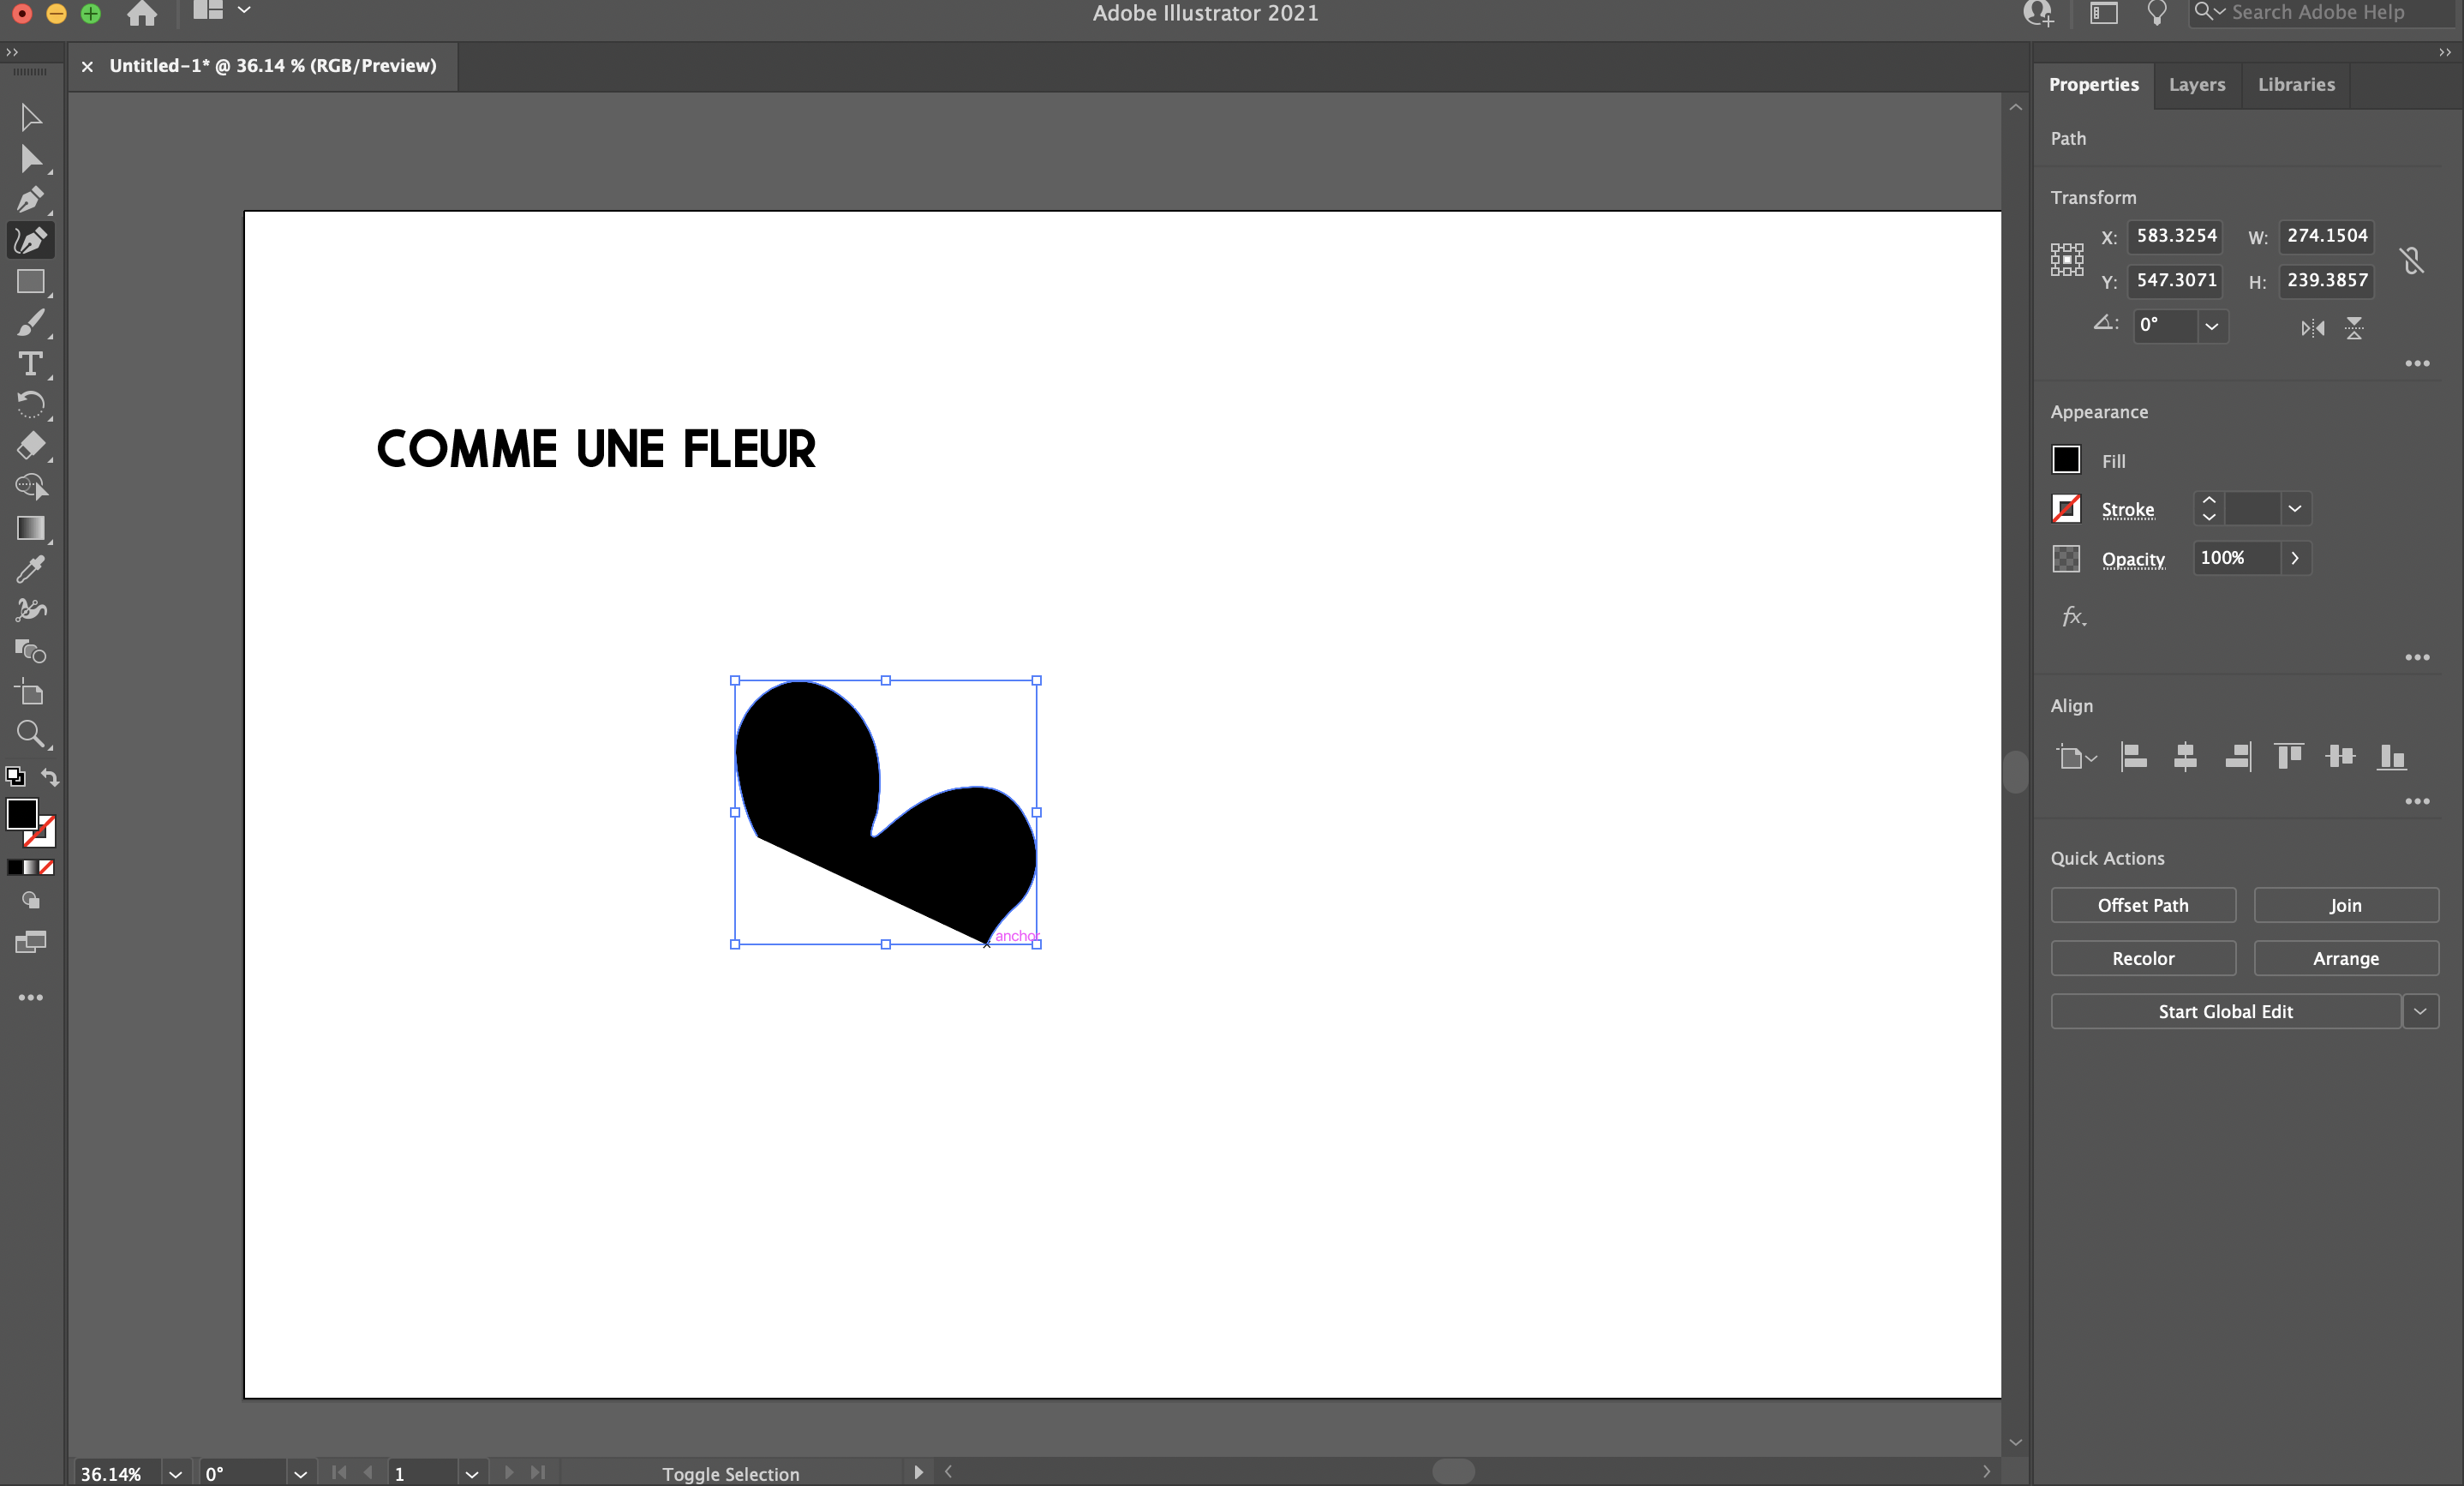 Adobe Illustrator 2021
Search Adobe Help
Untitled-1* @ 36.14 % (RGB/Preview)
Properties Layers Libraries
Path
Transform
X: 583.3254 W: 274.1504
Y: 547.3071 H: 239.3857
0°
Appearance
Fill
Stroke
Opacity 100%
fx.
Align
Quick Actions
Offset Path Join
Recolor Arrange
Start Global Edit
COMME UNE FLEUR
anchor
36.14% 0° 1 Toggle Selection